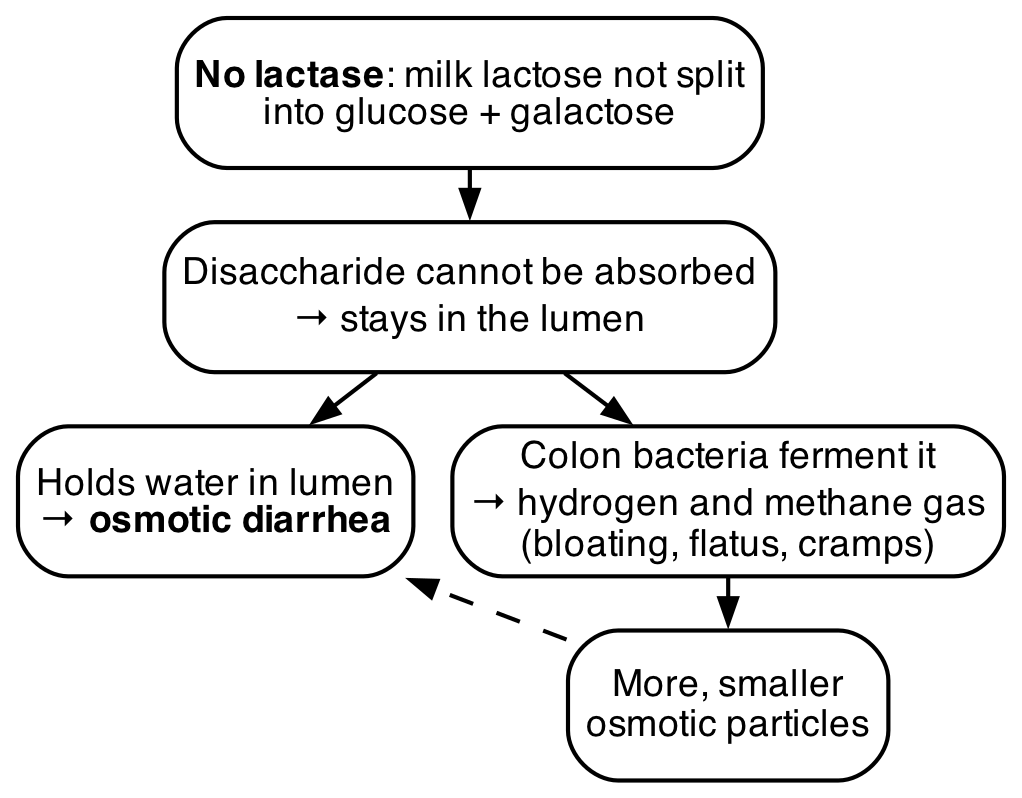 No lactase: milk lactose not split
into glucose + galactose
Disaccharide cannot be absorbed
→ stays in the lumen
Holds water in lumen
→ osmotic diarrhea
Colon bacteria ferment it
→ hydrogen and methane gas
(bloating, flatus, cramps)
More, smaller
osmotic particles